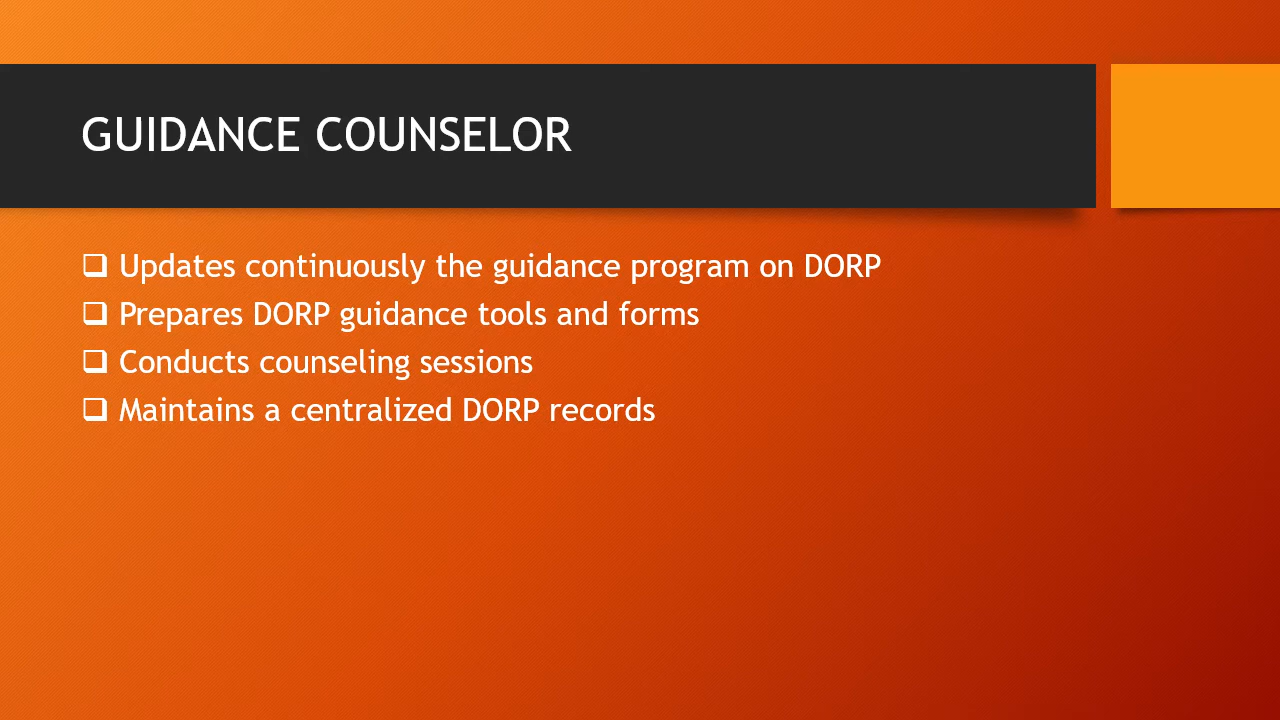 GUIDANCE COUNSELOR
❑ Updates continuously the guidance program on DORP
❑ Prepares DORP guidance tools and forms
❑ Conducts counseling sessions
❑ Maintains a centralized DORP records